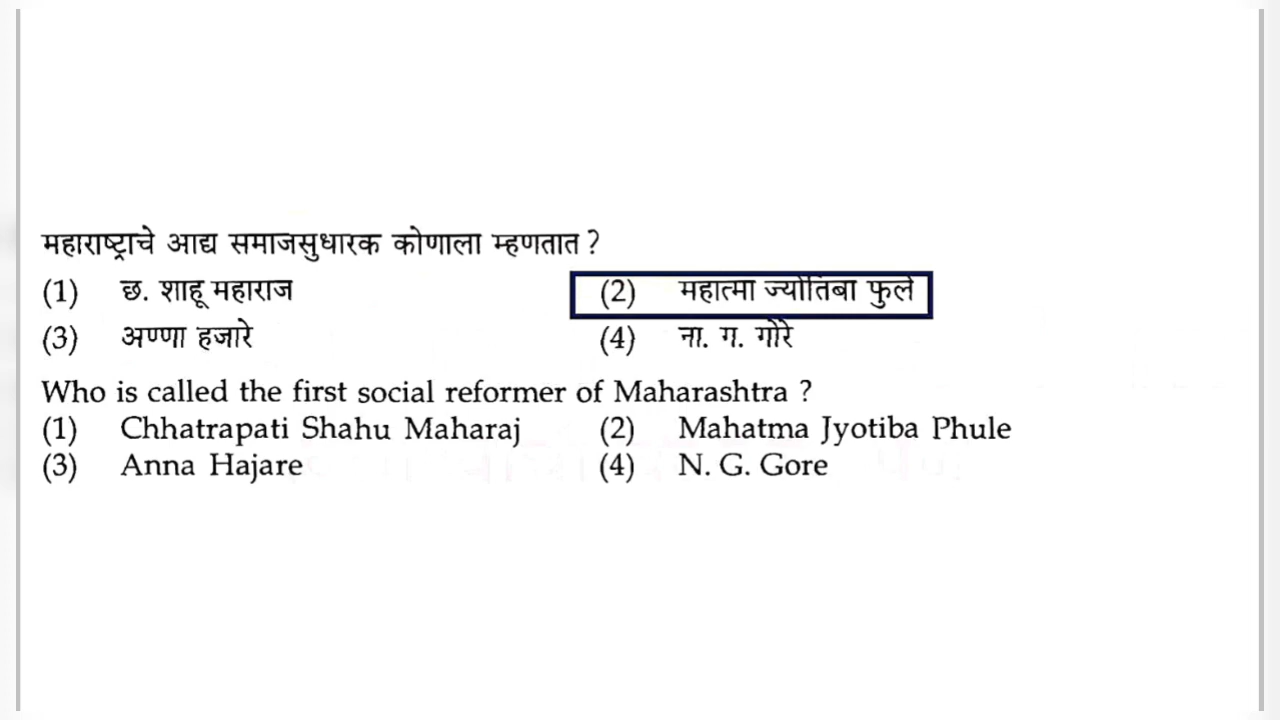 महाराष्ट्राचे आद्य समाजसुधारक कोणाला म्हणतात ?
(1) छ. शाहू महाराज (2) महात्मा ज्योतिबा फुले
(3) अण्णा हजारे (4) ना. ग. गोरे
Who is called the first social reformer of Maharashtra ?
(1) Chhatrapati Shahu Maharaj (2) Mahatma Jyotiba Phule
(3) Anna Hajare (4) N. G. Gore